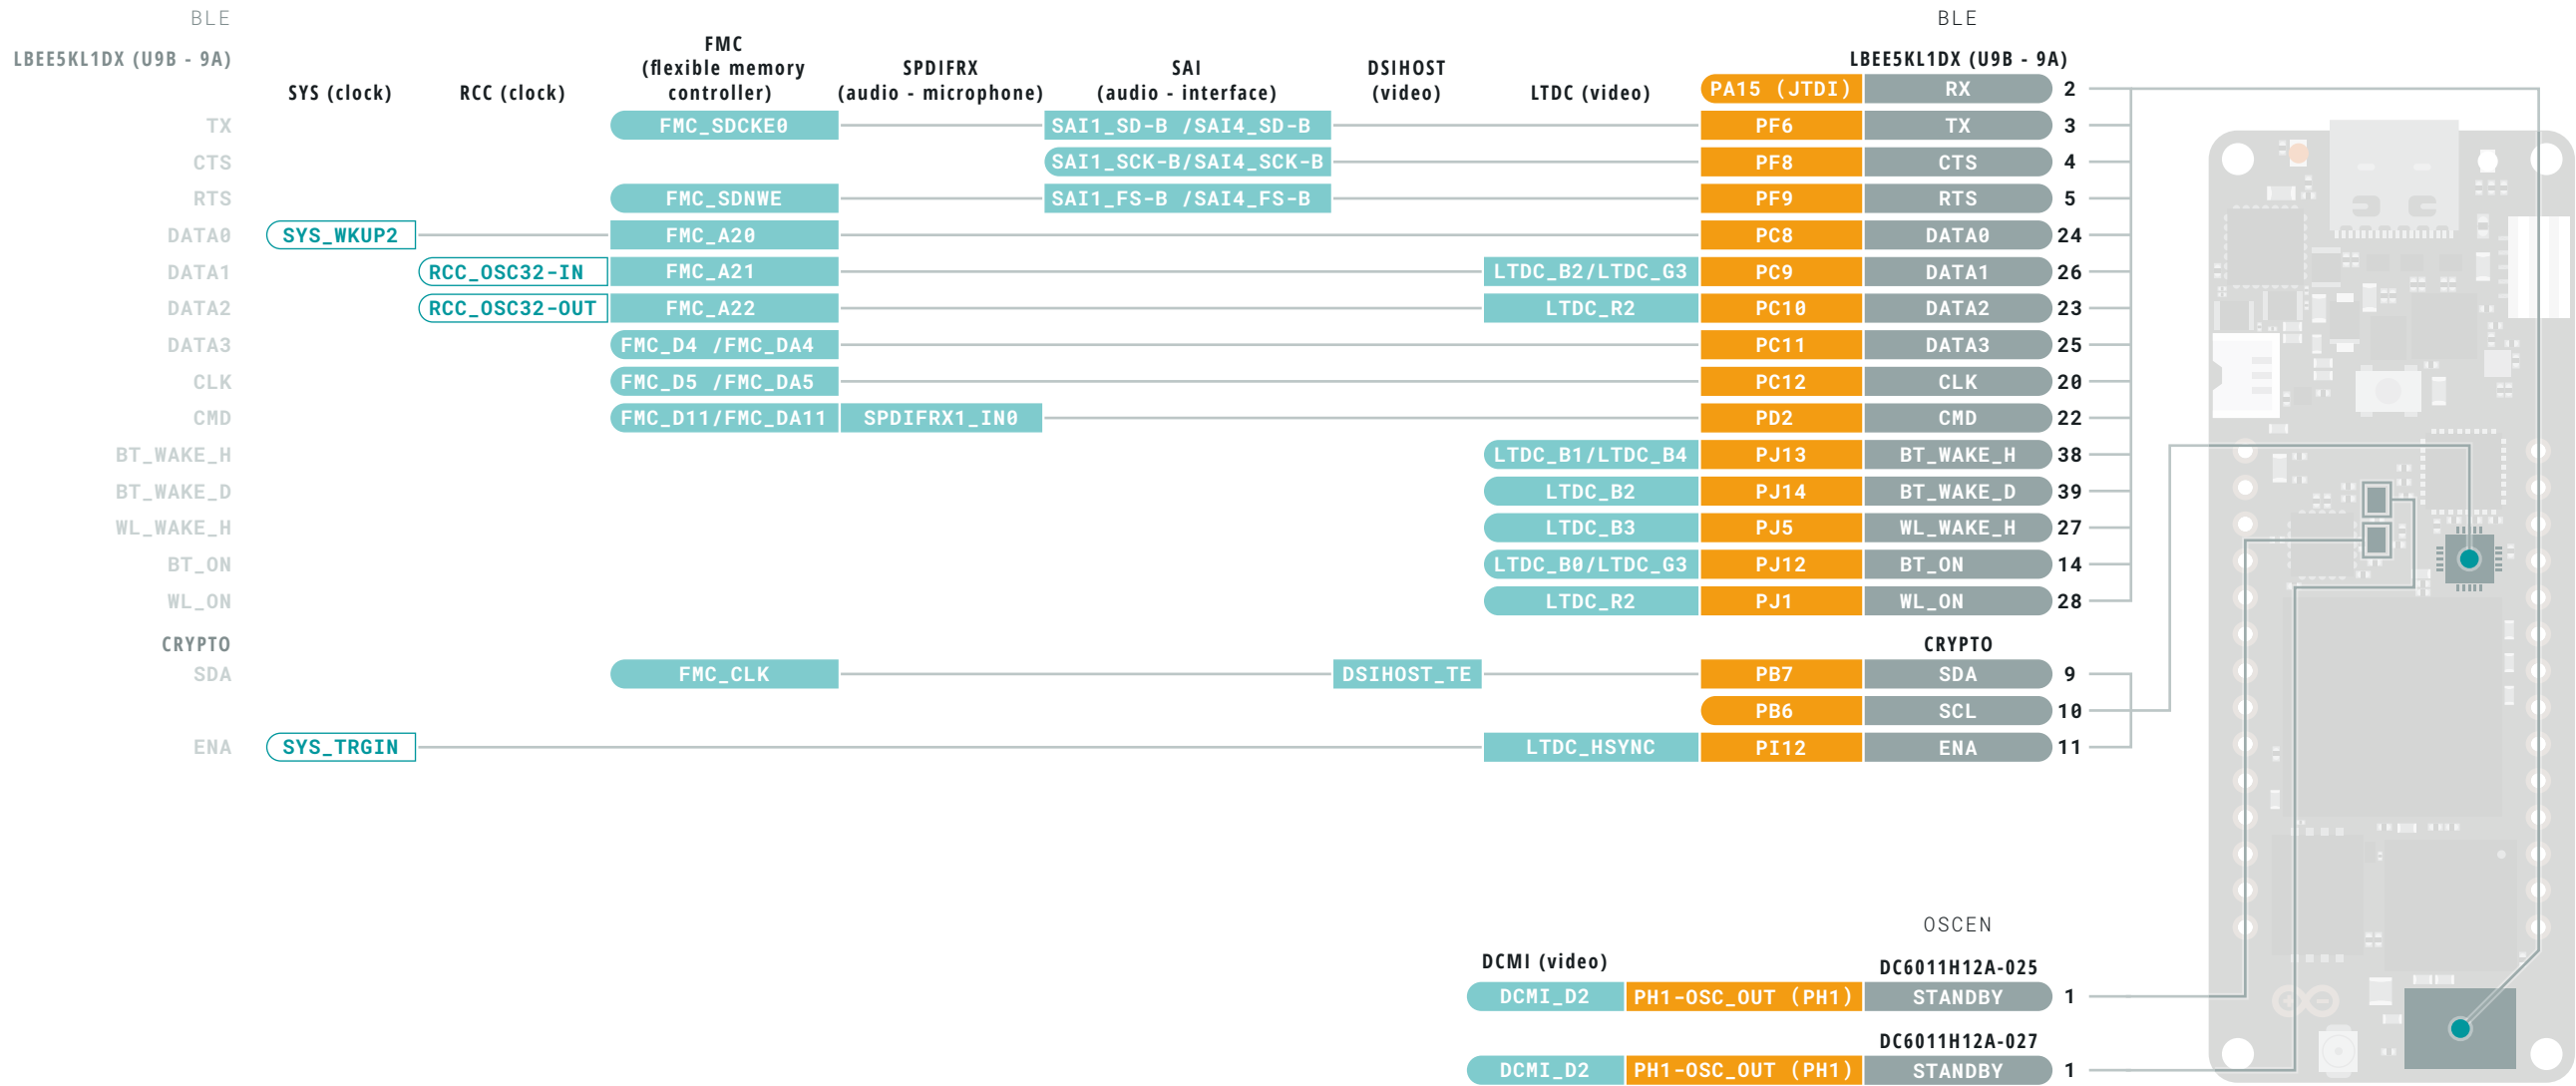 BLE
BLE
LBEE5KL1DX (U9B - 9A)
SYS (clock)
RCC (clock)
FMC
(flexible memory
controller)
SPDIFRX
(audio - microphone)
SAI
(audio - interface)
DSIHOST
(video)
LTDC (video)
LBEE5KL1DX (U9B - 9A)
PA15 (JTDI) RX 2
TX FMC_SDCKE0 SAI1_SD-B /SAI4_SD-B PF6 TX 3
CTS SAI1_SCK-B/SAI4_SCK-B PF8 CTS 4
RTS FMC_SDNWE SAI1_FS-B /SAI4_FS-B PF9 RTS 5
DATA0 SYS_WKUP2 FMC_A20 PC8 DATA0 24
DATA1 RCC_OSC32-IN FMC_A21 LTDC_B2/LTDC_G3 PC9 DATA1 26
DATA2 RCC_OSC32-OUT FMC_A22 LTDC_R2 PC10 DATA2 23
DATA3 FMC_D4 /FMC_DA4 PC11 DATA3 25
CLK FMC_D5 /FMC_DA5 PC12 CLK 20
CMD FMC_D11/FMC_DA11 SPDIFRX1_IN0 PD2 CMD 22
BT_WAKE_H LTDC_B1/LTDC_B4 PJ13 BT_WAKE_H 38
BT_WAKE_D LTDC_B2 PJ14 BT_WAKE_D 39
WL_WAKE_H LTDC_B3 PJ5 WL_WAKE_H 27
BT_ON LTDC_B0/LTDC_G3 PJ12 BT_ON 14
WL_ON LTDC_R2 PJ1 WL_ON 28
CRYPTO CRYPTO
SDA FMC_CLK DSIHOST_TE PB7 SDA 9
PB6 SCL 10
ENA SYS_TRGIN LTDC_HSYNC PI12 ENA 11
OSCEN
DCMI (video) DC6011H12A-025
DCMI_D2 PH1-OSC_OUT (PH1) STANDBY 1
DC6011H12A-027
DCMI_D2 PH1-OSC_OUT (PH1) STANDBY 1